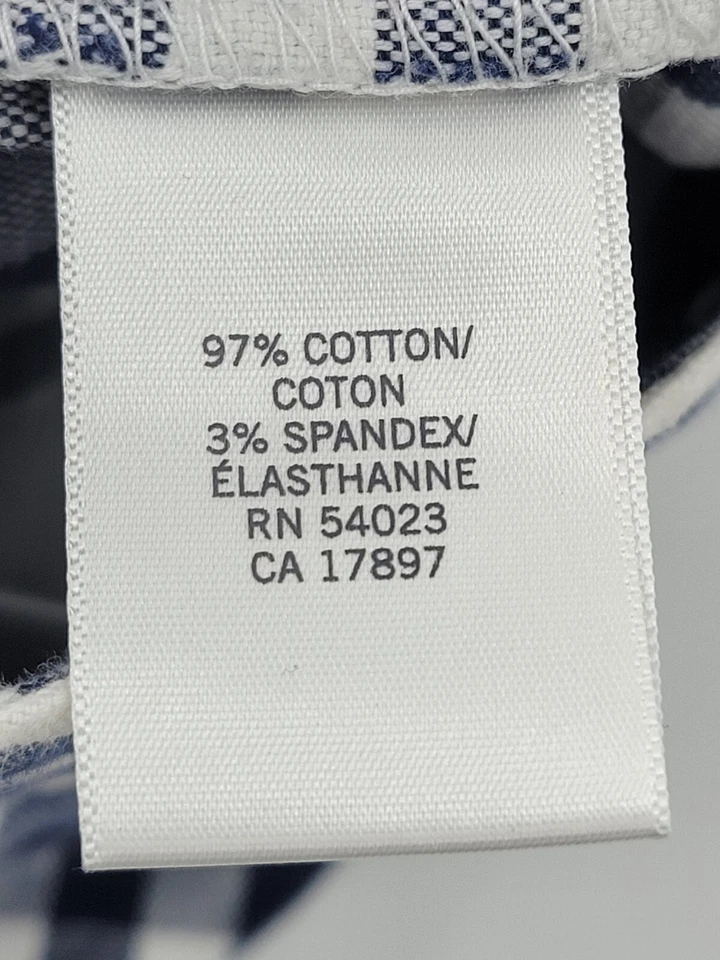 97% COTTON/
COTON
3% SPANDEX/
ÉLASTHANNE
RN 54023
CA 17897